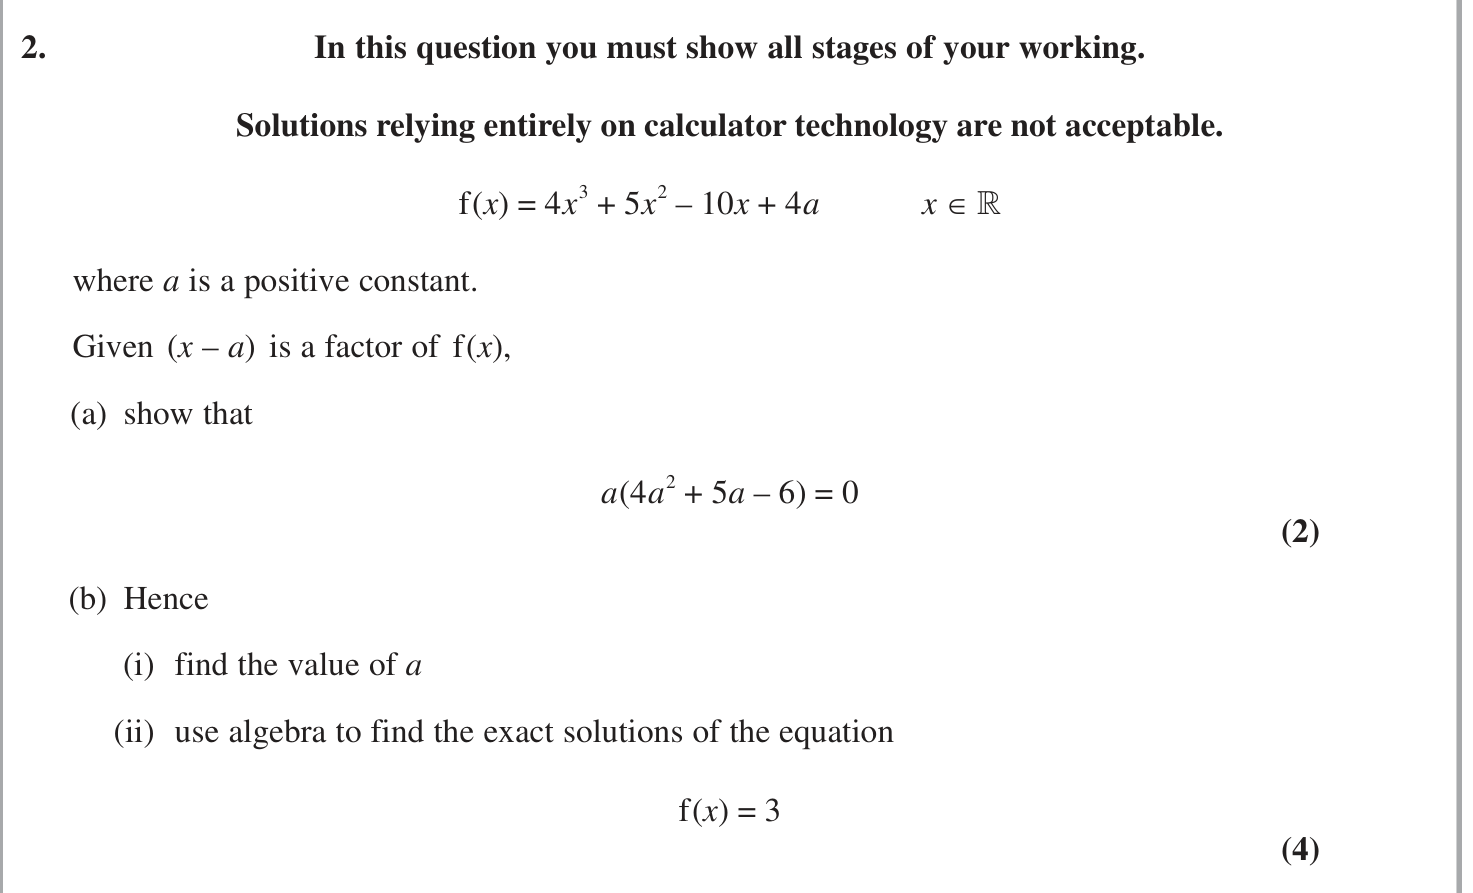 2. In this question you must show all stages of your working.
Solutions relying entirely on calculator technology are not acceptable.
f(x) = 4x³ + 5x² – 10x + 4a x ∈ ℝ
where a is a positive constant.
Given (x – a) is a factor of f(x),
(a) show that
a(4a² + 5a – 6) = 0
(2)
(b) Hence
(i) find the value of a
(ii) use algebra to find the exact solutions of the equation
f(x) = 3
(4)